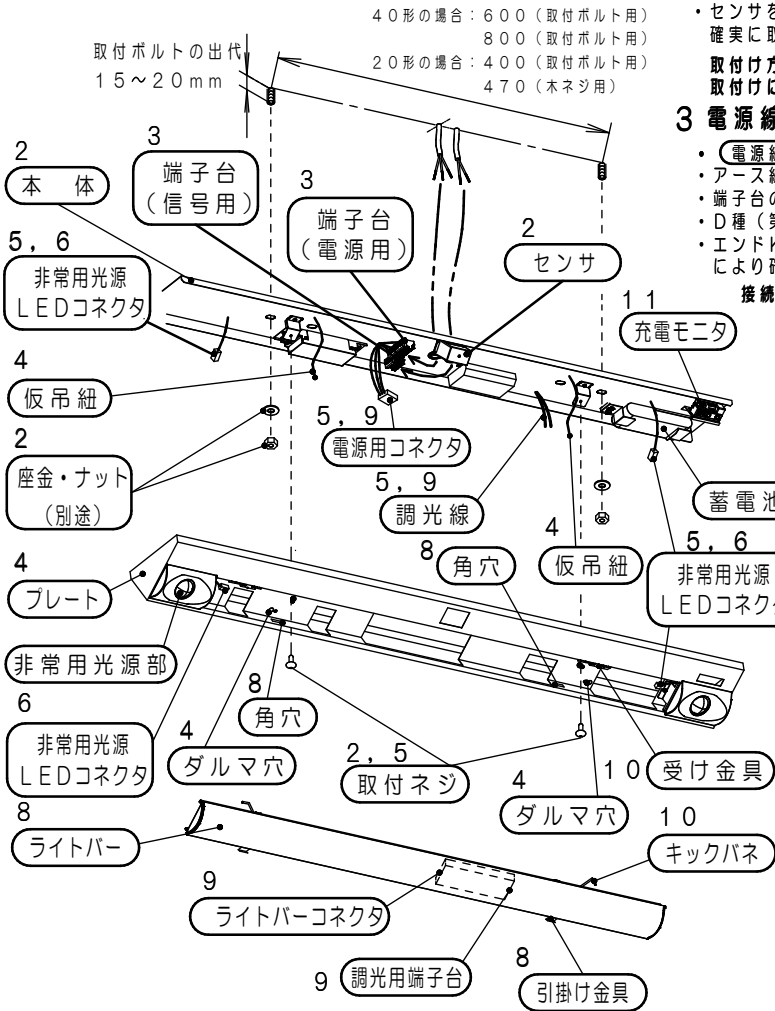 40形の場合：600（取付ボルト用）
800（取付ボルト用）
20形の場合：400（取付ボルト用）
470（木ネジ用）
取付ボルトの出代
15～20mm
・センサを
確実に取
取付け方
取付けに
3 電源線
・電源線
・アース線
・端子台の
・D種（第
・エンドK
により確
接続
2
本 体
3
端子台
（信号用）
3
端子台
（電源用）
2
センサ
11
充電モニタ
5，6
非常用光源
LEDコネクタ
4
仮吊紐
2
座金・ナット
（別途）
5，9
電源用コネクタ
5，9
調光線
4
仮吊紐
蓄電池
5，6
非常用光源
LEDコネクタ
4
プレート
非常用光源部
6
非常用光源
LEDコネクタ
8
角穴
8
角穴
4
ダルマ穴
2，5
取付ネジ
4
ダルマ穴
10
受け金具
8
ライトバー
10
キックバネ
9
ライトバーコネクタ
9
調光用端子台
8
引掛け金具